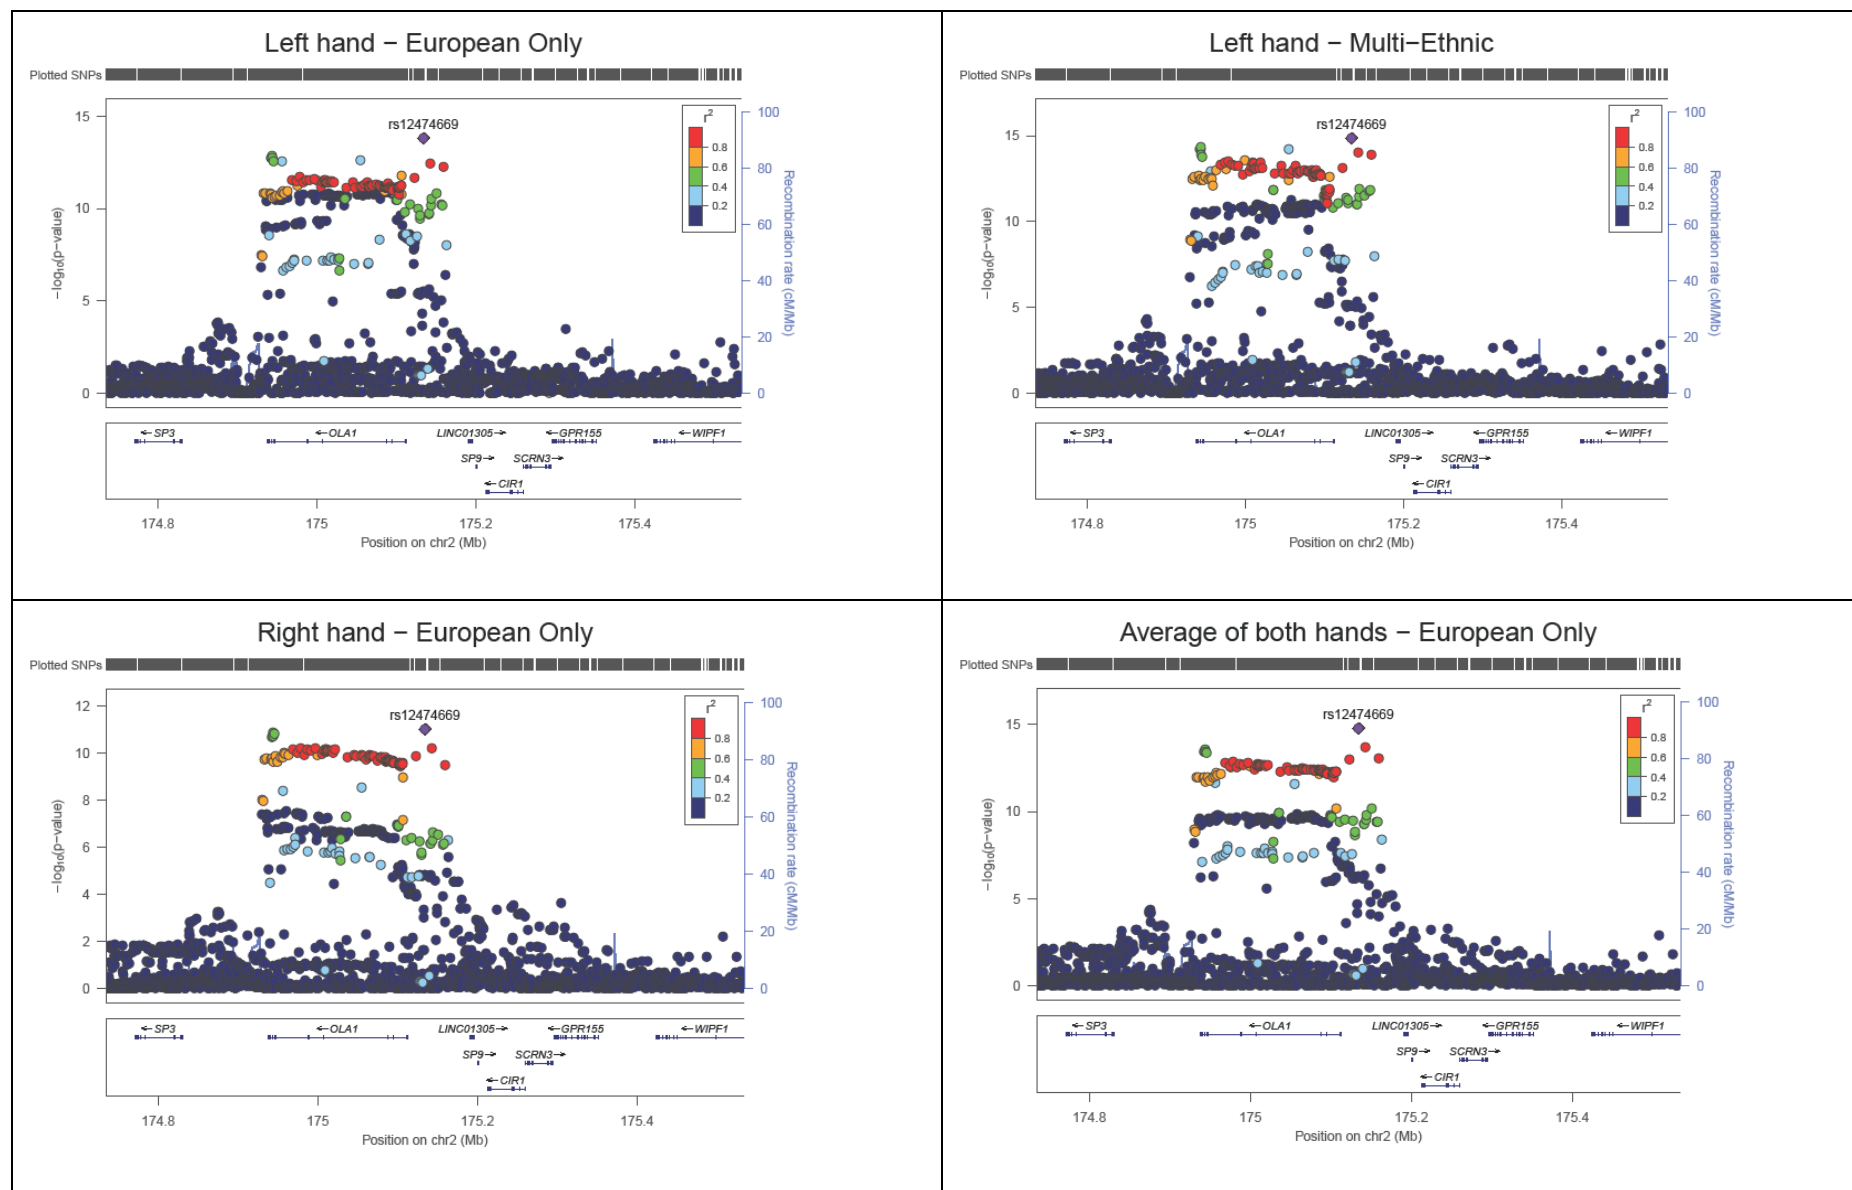 Left hand − European Only
Plotted SNPs
15
10
5
0
−log10(p−value)
100
80
60
40
20
0
Recombination rate (cM/Mb)
r2
0.8
0.6
0.4
0.2
rs12474669
SP3
OLA1
LINC01305
GPR155
WIPF1
SP9
SCRN3
CIR1
174.8
175
175.2
175.4
Position on chr2 (Mb)
Left hand − Multi−Ethnic
Plotted SNPs
15
10
5
0
−log10(p−value)
100
80
60
40
20
0
Recombination rate (cM/Mb)
r2
0.8
0.6
0.4
0.2
rs12474669
SP3
OLA1
LINC01305
GPR155
WIPF1
SP9
SCRN3
CIR1
174.8
175
175.2
175.4
Position on chr2 (Mb)
Right hand − European Only
Plotted SNPs
12
10
8
6
4
2
0
−log10(p−value)
100
80
60
40
20
0
Recombination rate (cM/Mb)
r2
0.8
0.6
0.4
0.2
rs12474669
SP3
OLA1
LINC01305
GPR155
WIPF1
SP9
SCRN3
CIR1
174.8
175
175.2
175.4
Position on chr2 (Mb)
Average of both hands − European Only
Plotted SNPs
15
10
5
0
−log10(p−value)
100
80
60
40
20
0
Recombination rate (cM/Mb)
r2
0.8
0.6
0.4
0.2
rs12474669
SP3
OLA1
LINC01305
GPR155
WIPF1
SP9
SCRN3
CIR1
174.8
175
175.2
175.4
Position on chr2 (Mb)